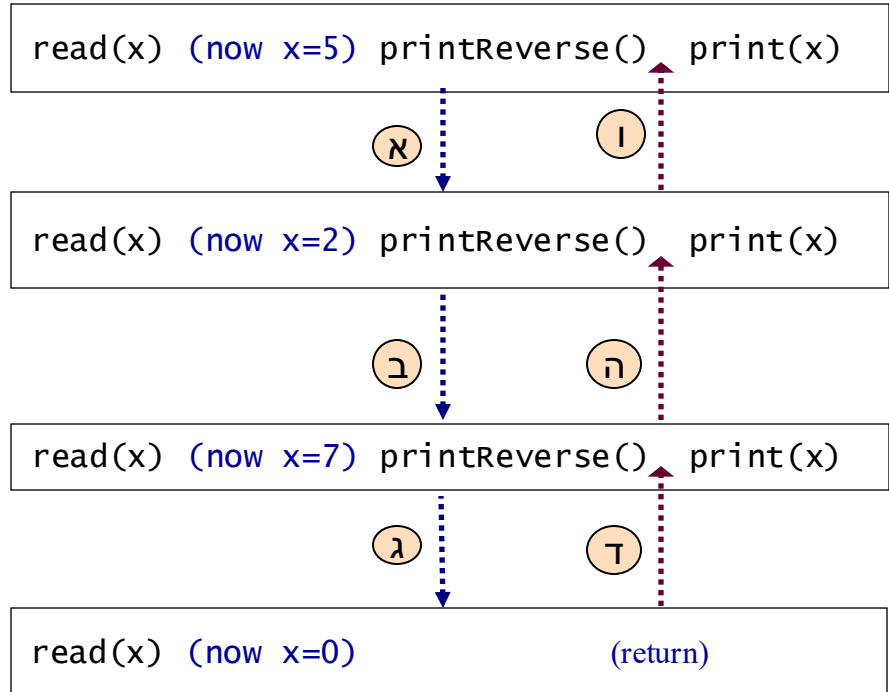 read(x) (now x=5) printReverse() print(x)
א ו
read(x) (now x=2) printReverse() print(x)
ב ה
read(x) (now x=7) printReverse() print(x)
ג ד
read(x) (now x=0) (return)